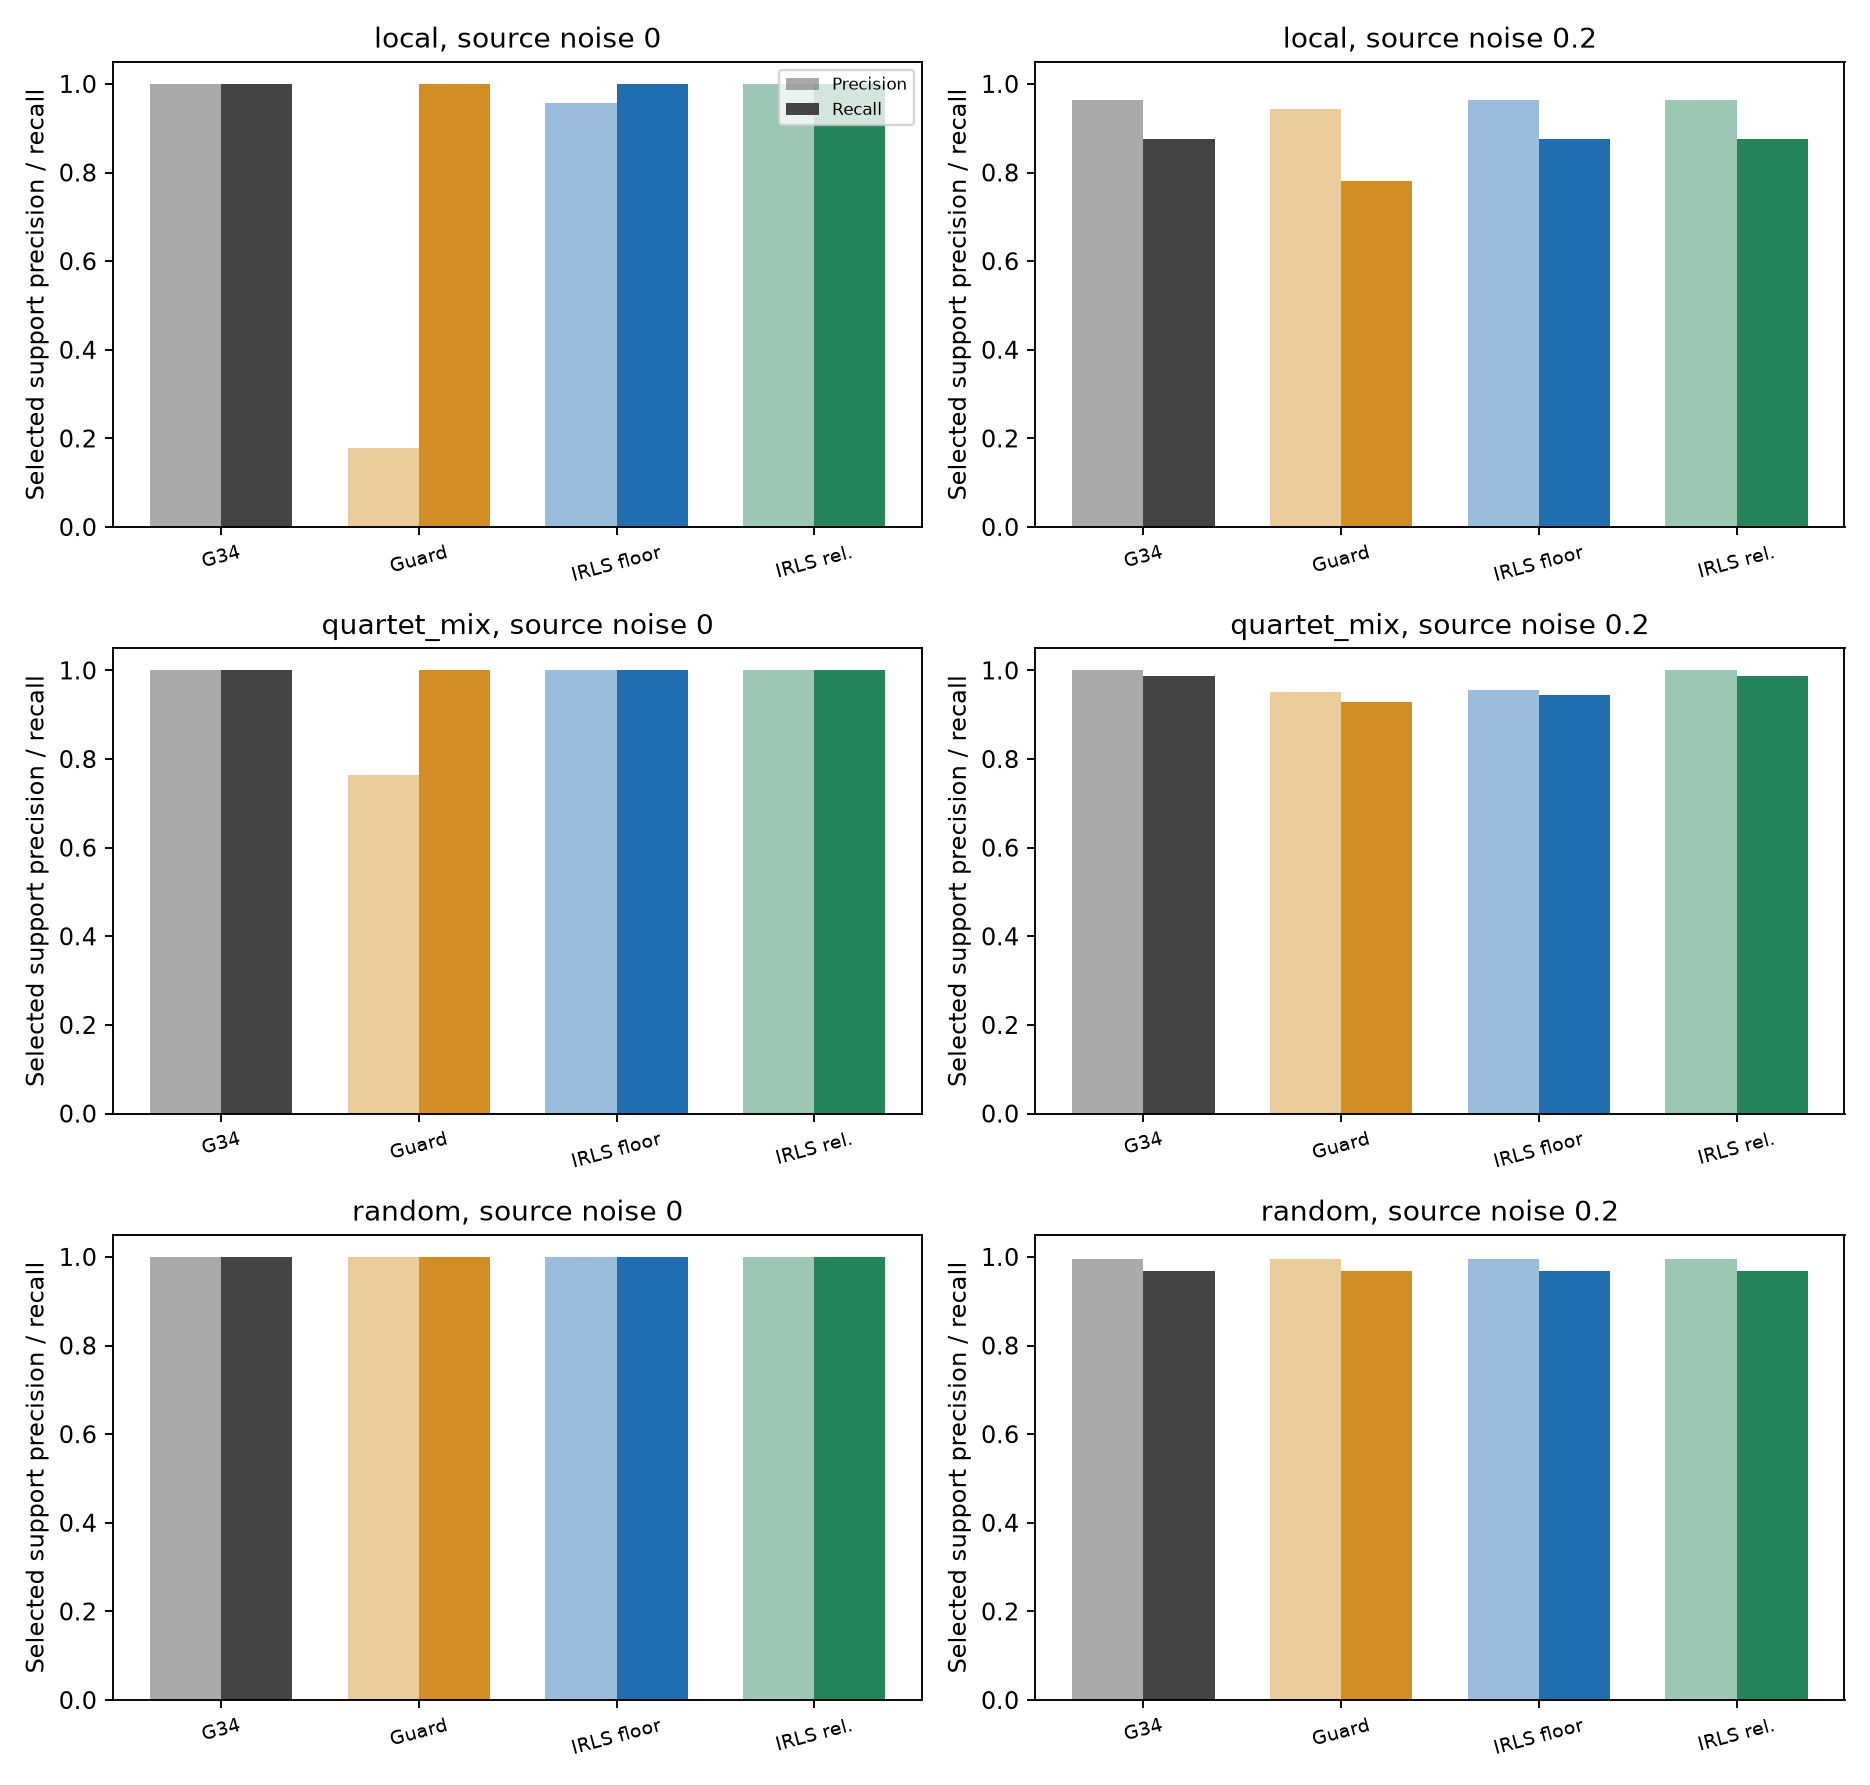 local, source noise 0
Selected support precision / recall
1.0
0.8
0.6
0.4
0.2
0.0
Precision
Recall
G34
Guard
IRLS floor
IRLS rel.
local, source noise 0.2
Selected support precision / recall
1.0
0.8
0.6
0.4
0.2
0.0
G34
Guard
IRLS floor
IRLS rel.
quartet_mix, source noise 0
Selected support precision / recall
1.0
0.8
0.6
0.4
0.2
0.0
G34
Guard
IRLS floor
IRLS rel.
quartet_mix, source noise 0.2
Selected support precision / recall
1.0
0.8
0.6
0.4
0.2
0.0
G34
Guard
IRLS floor
IRLS rel.
random, source noise 0
Selected support precision / recall
1.0
0.8
0.6
0.4
0.2
0.0
G34
Guard
IRLS floor
IRLS rel.
random, source noise 0.2
Selected support precision / recall
1.0
0.8
0.6
0.4
0.2
0.0
G34
Guard
IRLS floor
IRLS rel.